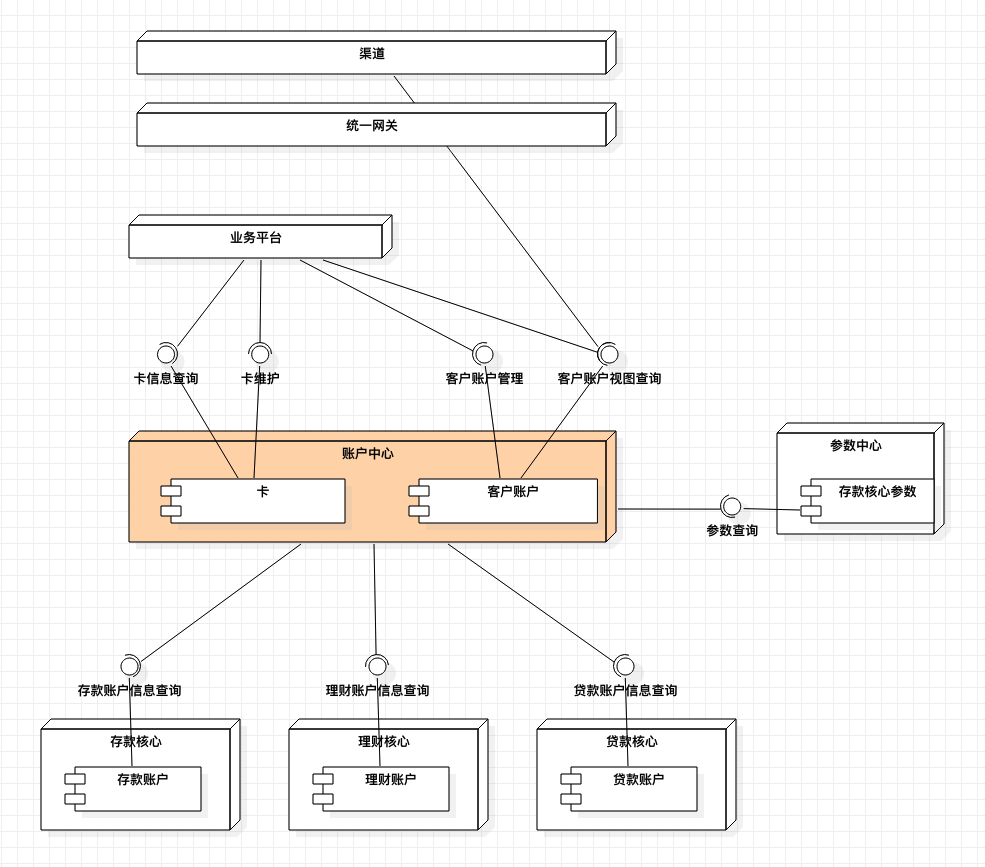 渠道
统一网关
业务平台
卡信息查询
卡维护
客户账户管理
客户账户视图查询
账户中心
卡
客户账户
参数中心
存款核心参数
参数查询
存款账户信息查询
理财账户信息查询
贷款账户信息查询
存款核心
理财核心
贷款核心
存款账户
理财账户
贷款账户